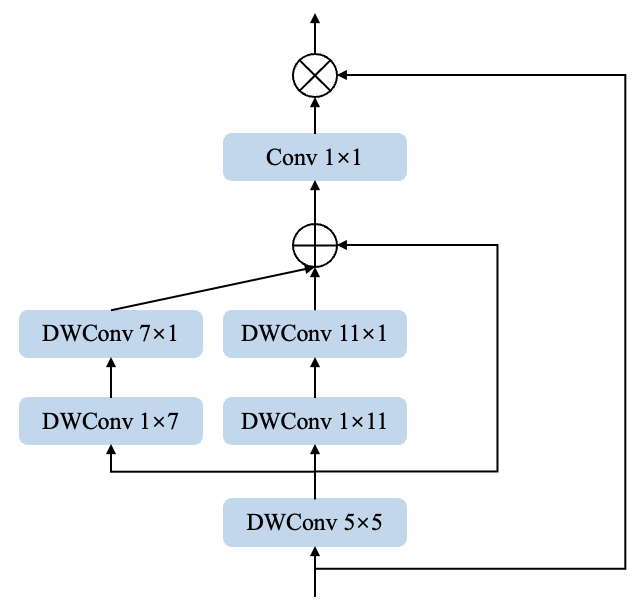 Conv 1×1
DWConv 7×1
DWConv 11×1
DWConv 1×7
DWConv 1×11
DWConv 5×5